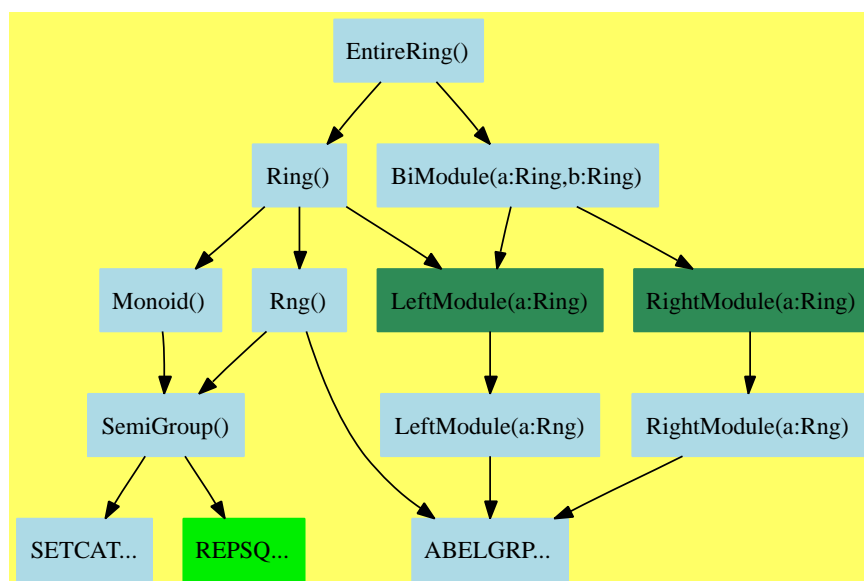 EntireRing()
Ring()
BiModule(a:Ring,b:Ring)
Monoid()
Rng()
LeftModule(a:Ring)
RightModule(a:Ring)
SemiGroup()
LeftModule(a:Rng)
RightModule(a:Rng)
SETCAT...
REPSQ...
ABELGRP...